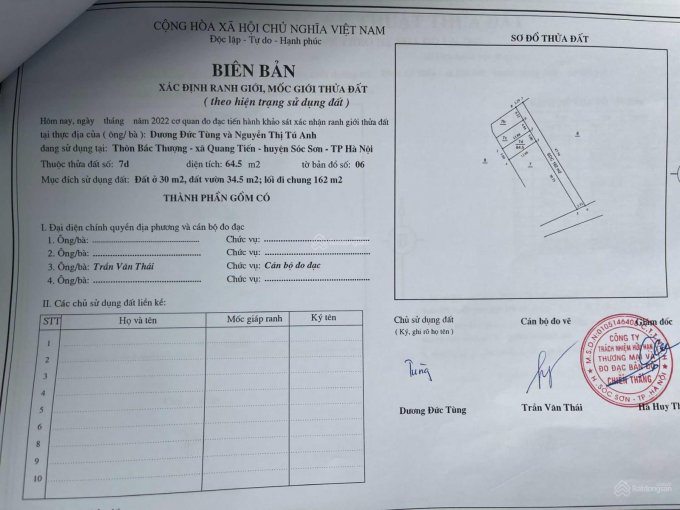 CỘNG HÒA XÃ HỘI CHỦ NGHĨA VIỆT NAM
Độc lập - Tự do - Hạnh phúc
BIÊN BẢN
XÁC ĐỊNH RANH GIỚI, MỐC GIỚI THỬA ĐẤT
( theo hiện trạng sử dụng đất )
Hôm nay, ngày tháng năm 2022 cơ quan đo đạc tiến hành khảo sát xác nhận ranh giới thửa đất
tại thực địa của ( ông/ bà ) : Dương Đức Tùng và Nguyễn Thị Tú Anh
đang sử dụng tại: Thôn Bắc Thượng - xã Quang Tiến - huyện Sóc Sơn - TP Hà Nội
Thuộc thửa đất số: 7d diện tích: 64.5 m2 tờ bản đồ số: 06
Mục đích sử dụng đất: Đất ở 30 m2, đất vườn 34.5 m2; lối đi chung 162 m2
THÀNH PHẦN GỒM CÓ
I. Đại diện chính quyền địa phương và cán bộ đo đạc
1. Ông/bà: Chức vụ:
2. Ông/bà: Chức vụ:
3. Ông/bà: Trần Văn Thái Chức vụ: Cán bộ đo đạc
4. Ông/bà: Chức vụ:
II. Các chủ sử dụng đất liền kề:
STT Họ và tên Mốc giáp ranh Ký tên
1
2
3
4
5
6
7
8
9
10
SƠ ĐỒ THỬA ĐẤT
Chủ sử dụng đất Cán bộ đo vẽ Giám đốc
( Ký, ghi rõ họ tên )
Tùng
M.S.D.N:010514640
CÔNG TY
TRÁCH NHIỆM HỮU HẠN
THƯƠNG MẠI VÀ
ĐO ĐẠC BẢN ĐỒ
CHIẾN THẮNG
H. SÓC SƠN - TP. HÀ NỘI
Dương Đức Tùng Trần Văn Thái Hà Huy Th
Batdongsan